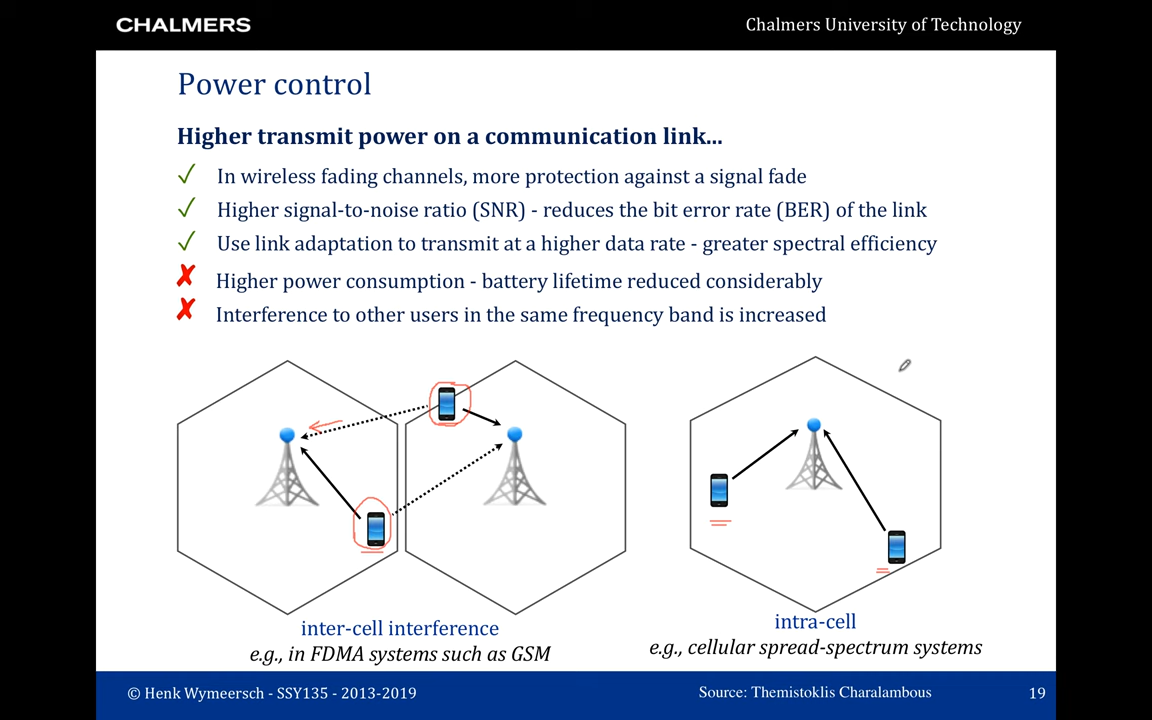 CHALMERS
Chalmers University of Technology
Power control
Higher transmit power on a communication link...
✓ In wireless fading channels, more protection against a signal fade
✓ Higher signal-to-noise ratio (SNR) - reduces the bit error rate (BER) of the link
✓ Use link adaptation to transmit at a higher data rate - greater spectral efficiency
✗ Higher power consumption - battery lifetime reduced considerably
✗ Interference to other users in the same frequency band is increased
inter-cell interference
e.g., in FDMA systems such as GSM
intra-cell
e.g., cellular spread-spectrum systems
© Henk Wymeersch - SSY135 - 2013-2019
Source: Themistoklis Charalambous
19